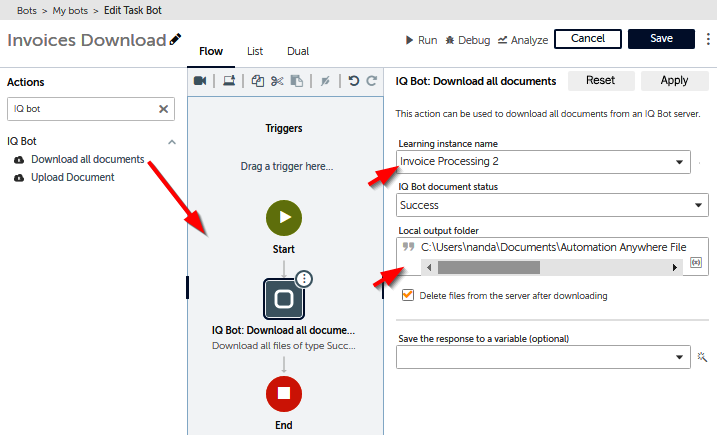 Bots > My bots > Edit Task Bot
Invoices Download
Flow List Dual
Run Debug Analyze Cancel Save
Actions
IQ bot
IQ Bot
Download all documents
Upload Document
Triggers
Drag a trigger here...
Start
IQ Bot: Download all docume...
Download all files of type Succ...
End
IQ Bot: Download all documents Reset Apply
This action can be used to download all documents from an IQ Bot server.
Learning instance name
Invoice Processing 2
IQ Bot document status
Success
Local output folder
C:\Users\nanda\Documents\Automation Anywhere File
(x)
Delete files from the server after downloading
Save the response to a variable (optional)